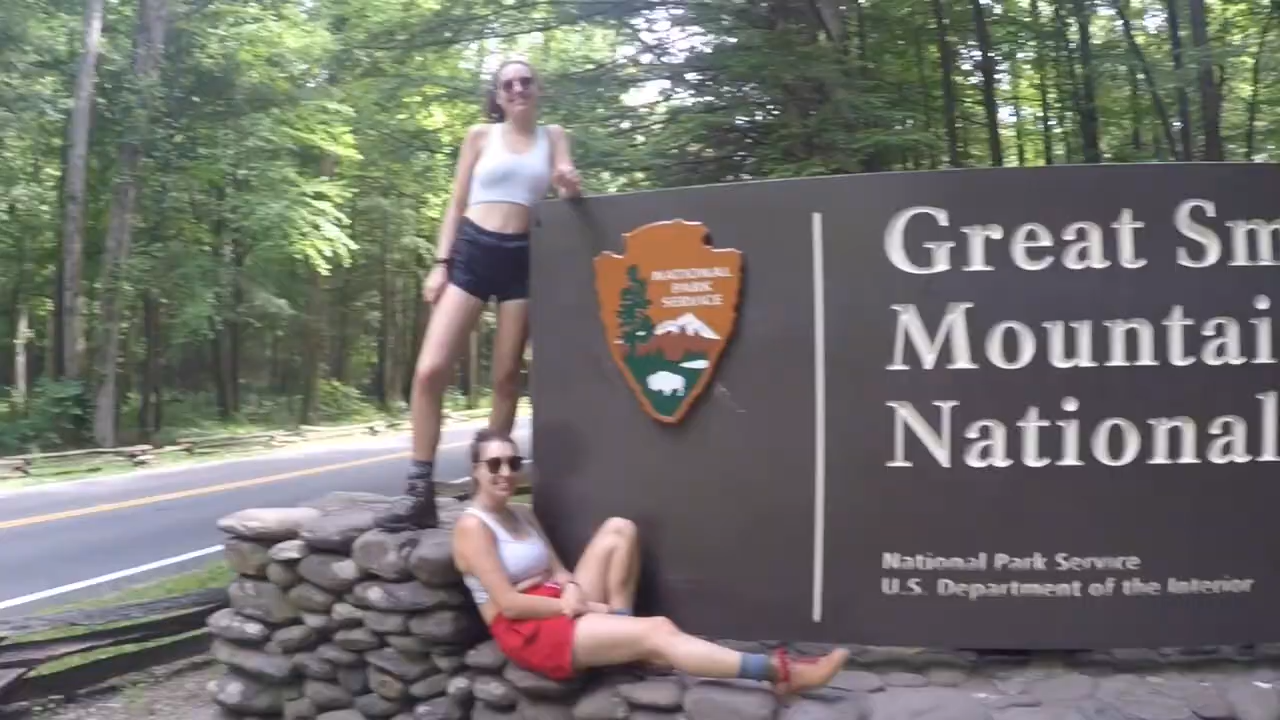 NATIONAL
PARK
SERVICE
Great Sm
Mountai
National
National Park Service
U.S. Department of the Interior